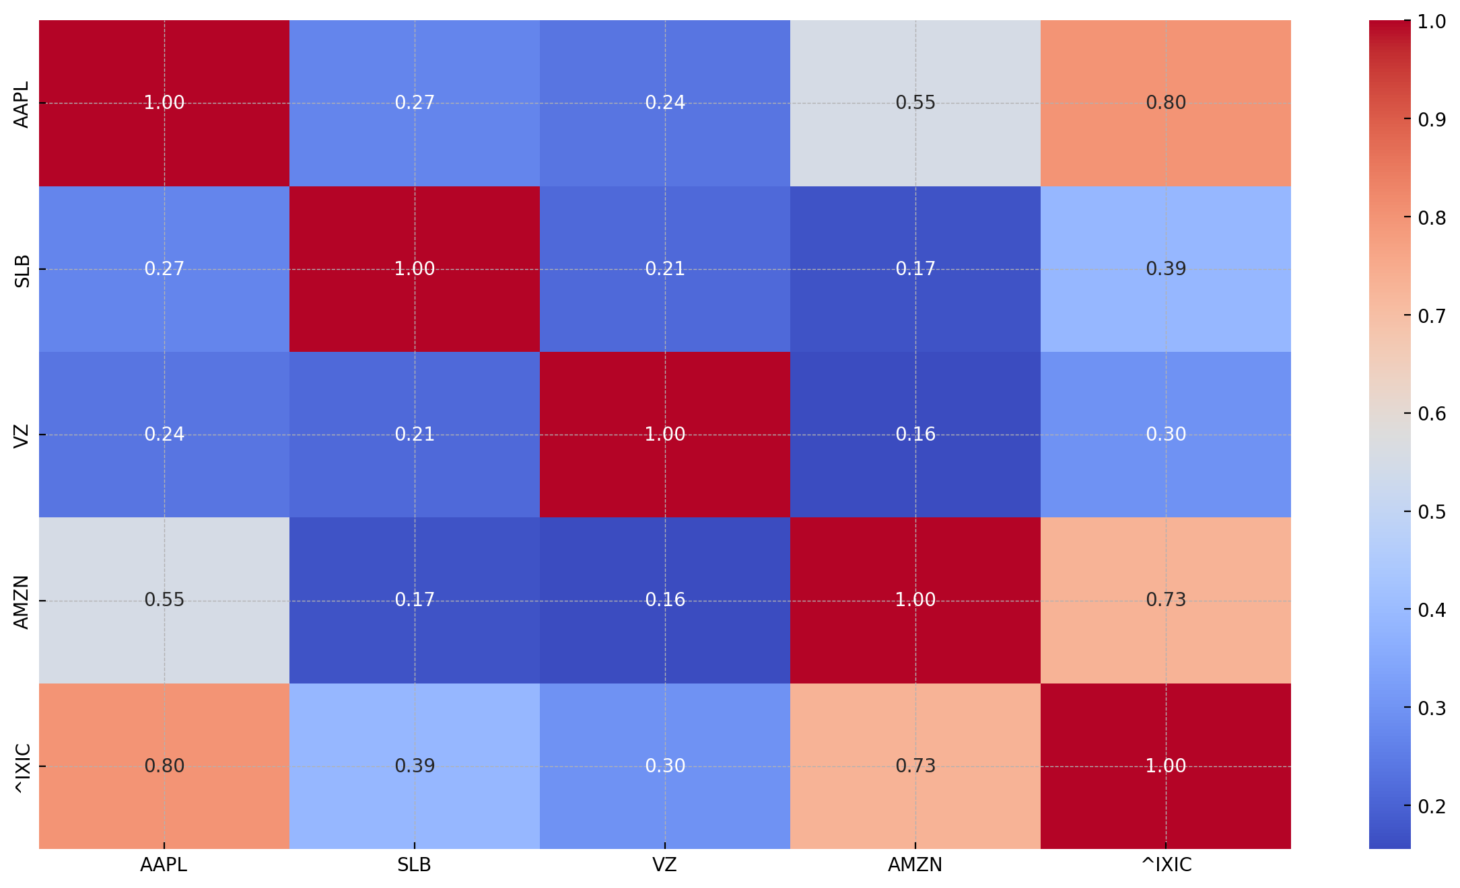 AAPL 1.00 0.27 0.24 0.55 0.80
SLB 0.27 1.00 0.21 0.17 0.39
VZ 0.24 0.21 1.00 0.16 0.30
AMZN 0.55 0.17 0.16 1.00 0.73
^IXIC 0.80 0.39 0.30 0.73 1.00
AAPL SLB VZ AMZN ^IXIC
1.0
0.9
0.8
0.7
0.6
0.5
0.4
0.3
0.2